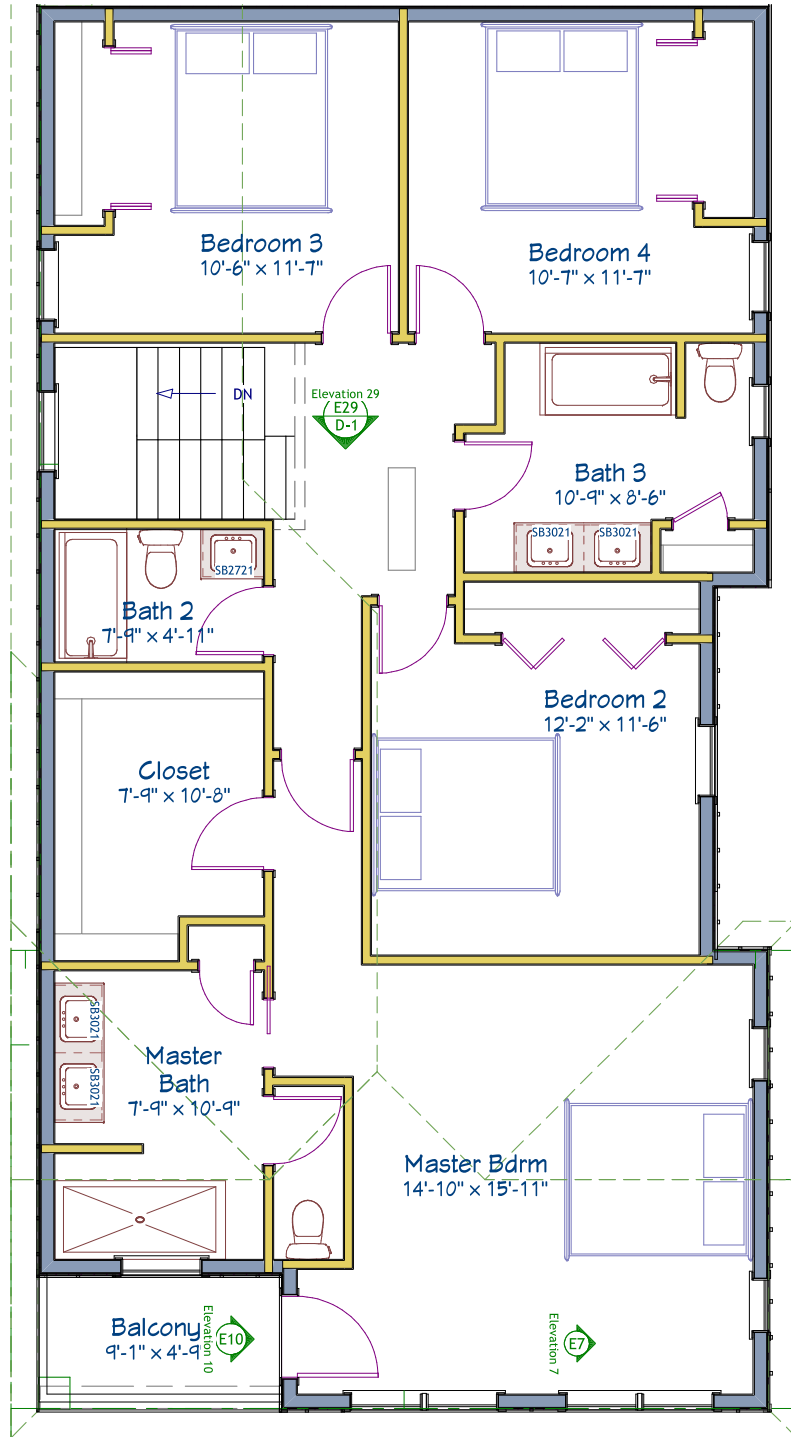 Bedroom 3
10'-6" × 11'-7"
Bedroom 4
10'-7" × 11'-7"
DN
Elevation 29
E29
D-1
Bath 3
10'-9" × 8'-6"
SB3021
SB3021
SB2721
Bath 2
7'-9" × 4'-11"
Bedroom 2
12'-2" × 11'-6"
Closet
7'-9" × 10'-8"
SB3021
SB3021
Master
Bath
7'-9" × 10'-9"
Master Bdrm
14'-10" × 15'-11"
Balcony
9'-1" × 4'-9
Elevation 10
E10
Elevation 7
E7